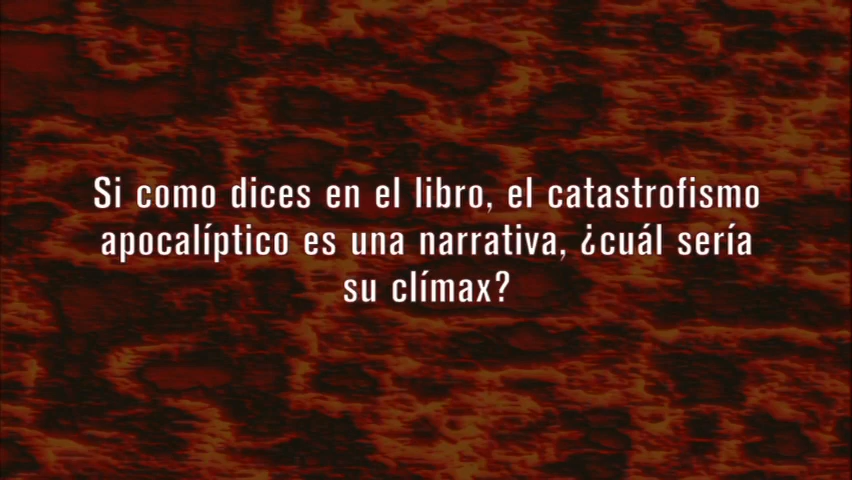 Si como dices en el libro, el catastrofismo
apocalíptico es una narrativa, ¿cuál sería
su clímax?